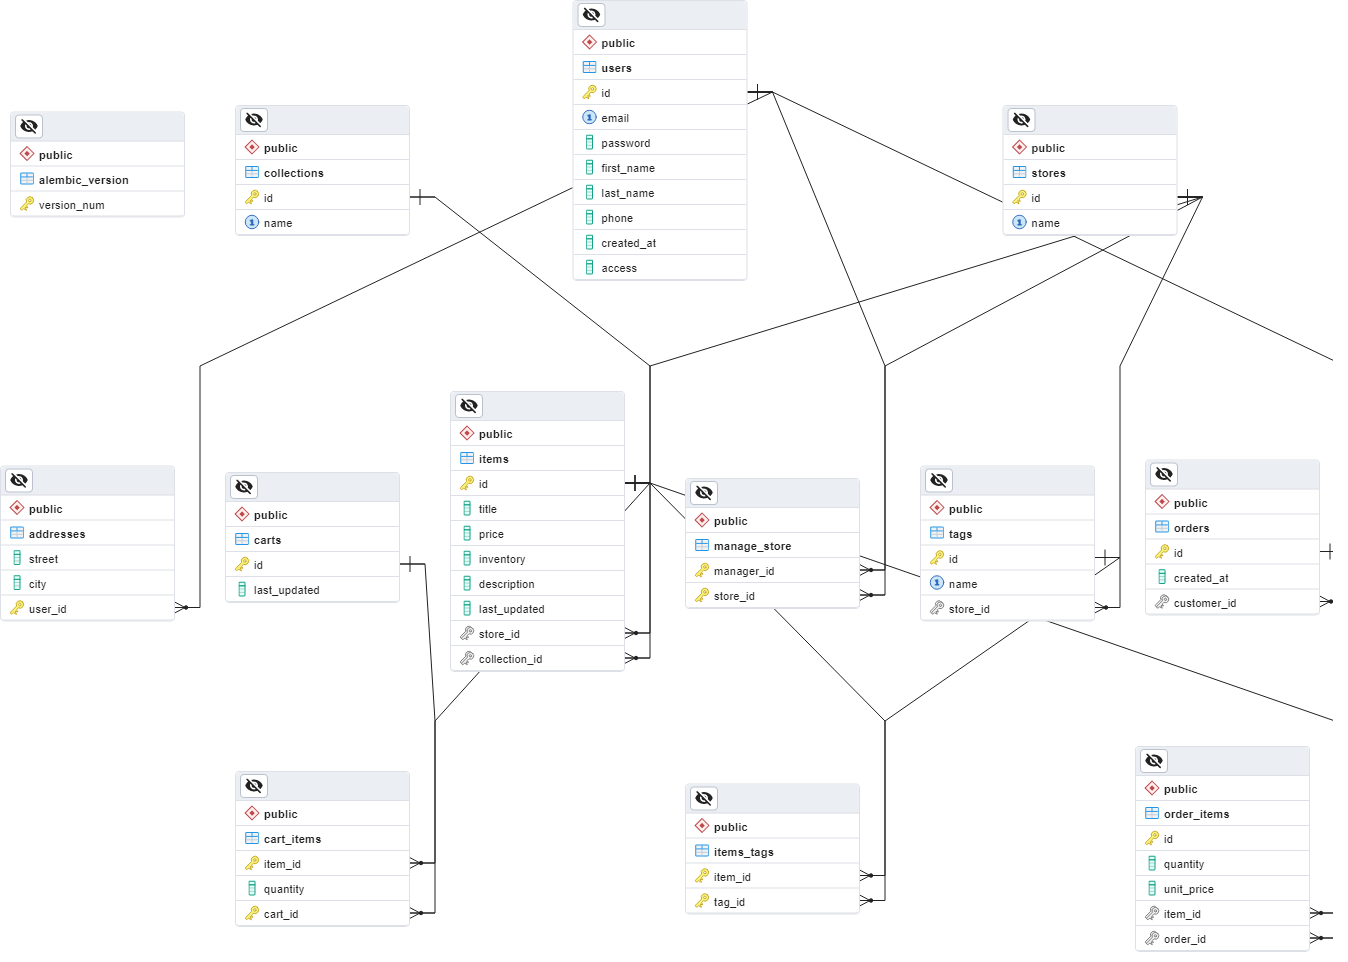 public
users
id
email
password
first_name
last_name
phone
created_at
access
public
alembic_version
version_num
public
collections
id
name
public
stores
id
name
public
addresses
street
city
user_id
public
carts
id
last_updated
public
items
id
title
price
inventory
description
last_updated
store_id
collection_id
public
manage_store
manager_id
store_id
public
tags
id
name
store_id
public
orders
id
created_at
customer_id
public
cart_items
item_id
quantity
cart_id
public
items_tags
item_id
tag_id
public
order_items
id
quantity
unit_price
item_id
order_id